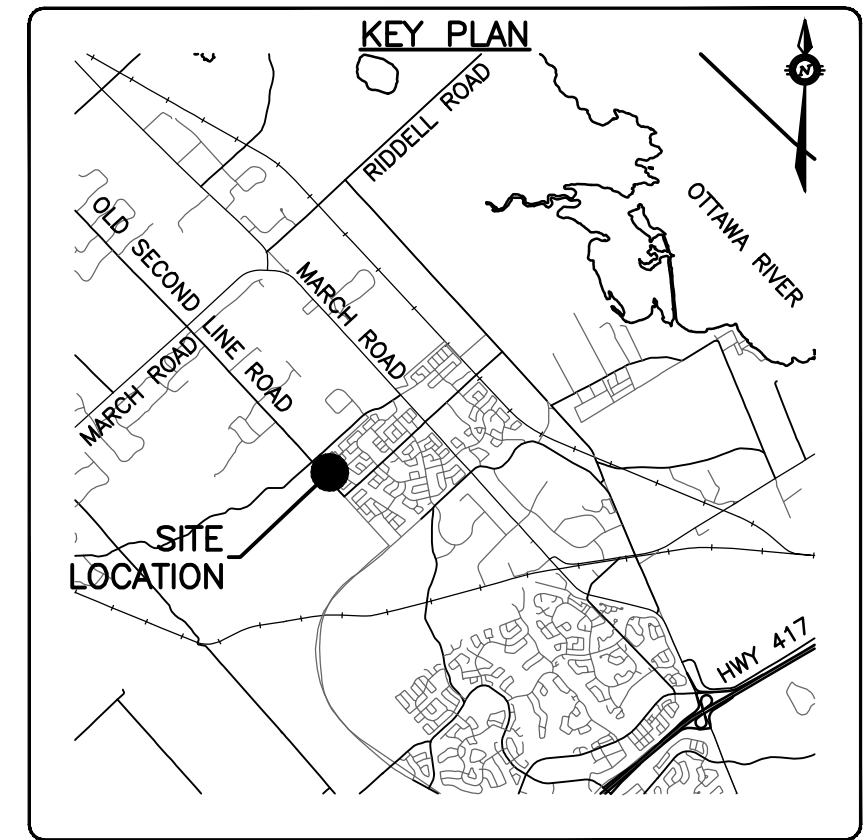 KEY PLAN
N
RIDDELL ROAD
OTTAWA RIVER
OLD SECOND LINE ROAD
MARCH ROAD
MARCH ROAD
SITE
LOCATION
HWY 417